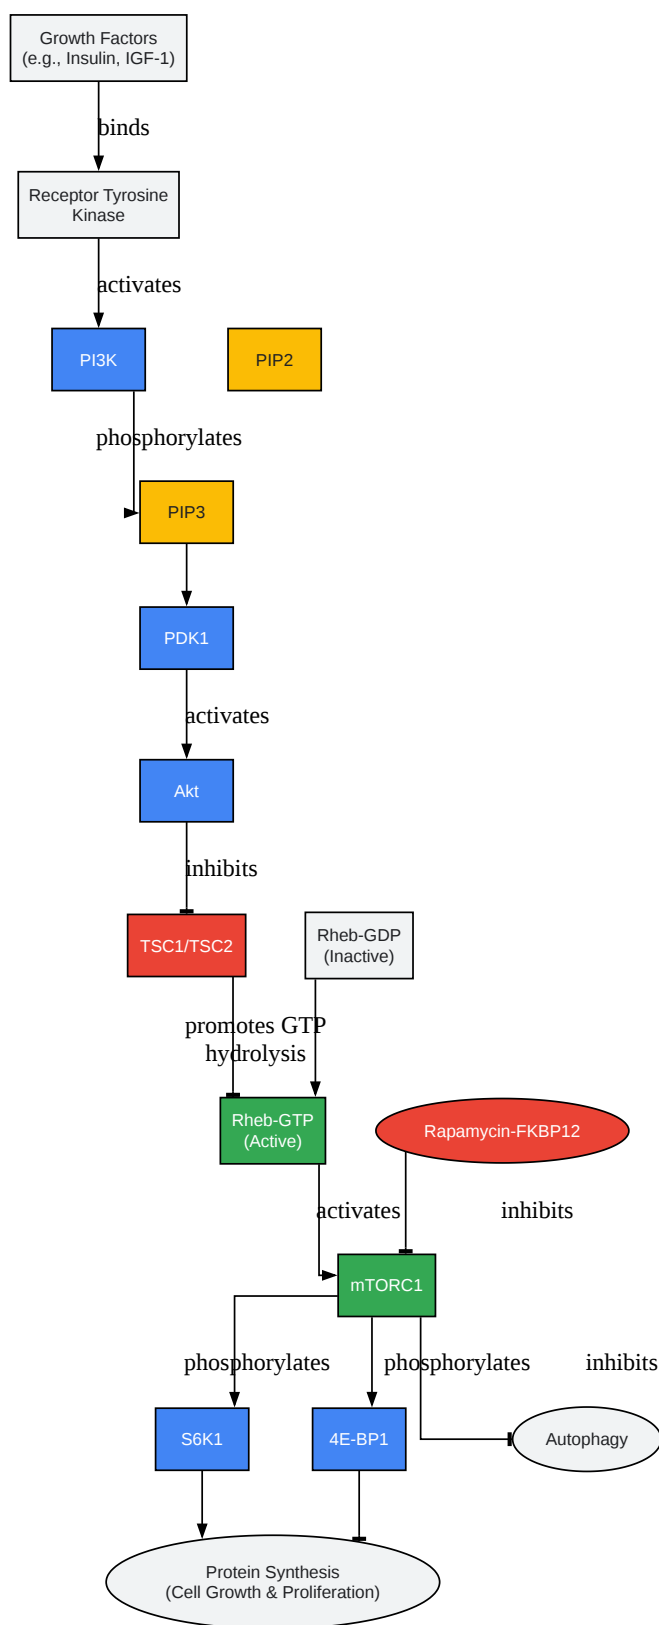 Growth Factors
(e.g., Insulin, IGF-1)
binds
Receptor Tyrosine
Kinase
activates
PI3K
PIP2
phosphorylates
PIP3
PDK1
activates
Akt
inhibits
TSC1/TSC2
Rheb-GDP
(Inactive)
promotes GTP
hydrolysis
Rheb-GTP
(Active)
Rapamycin-FKBP12
activates
inhibits
mTORC1
phosphorylates
phosphorylates
inhibits
S6K1
4E-BP1
Autophagy
Protein Synthesis
(Cell Growth & Proliferation)